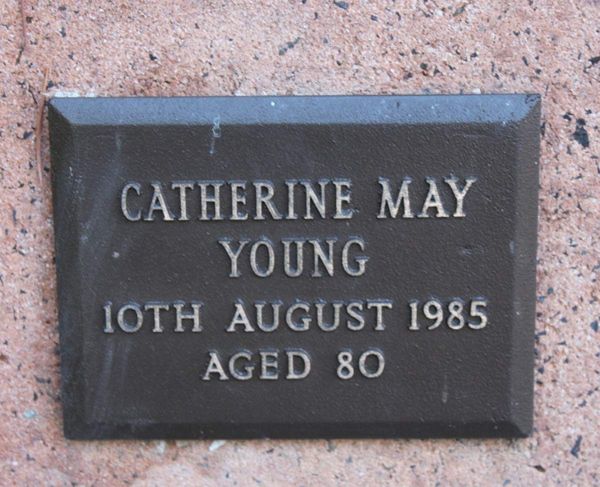 CATHERINE MAY
YOUNG
10TH AUGUST 1985
AGED 80